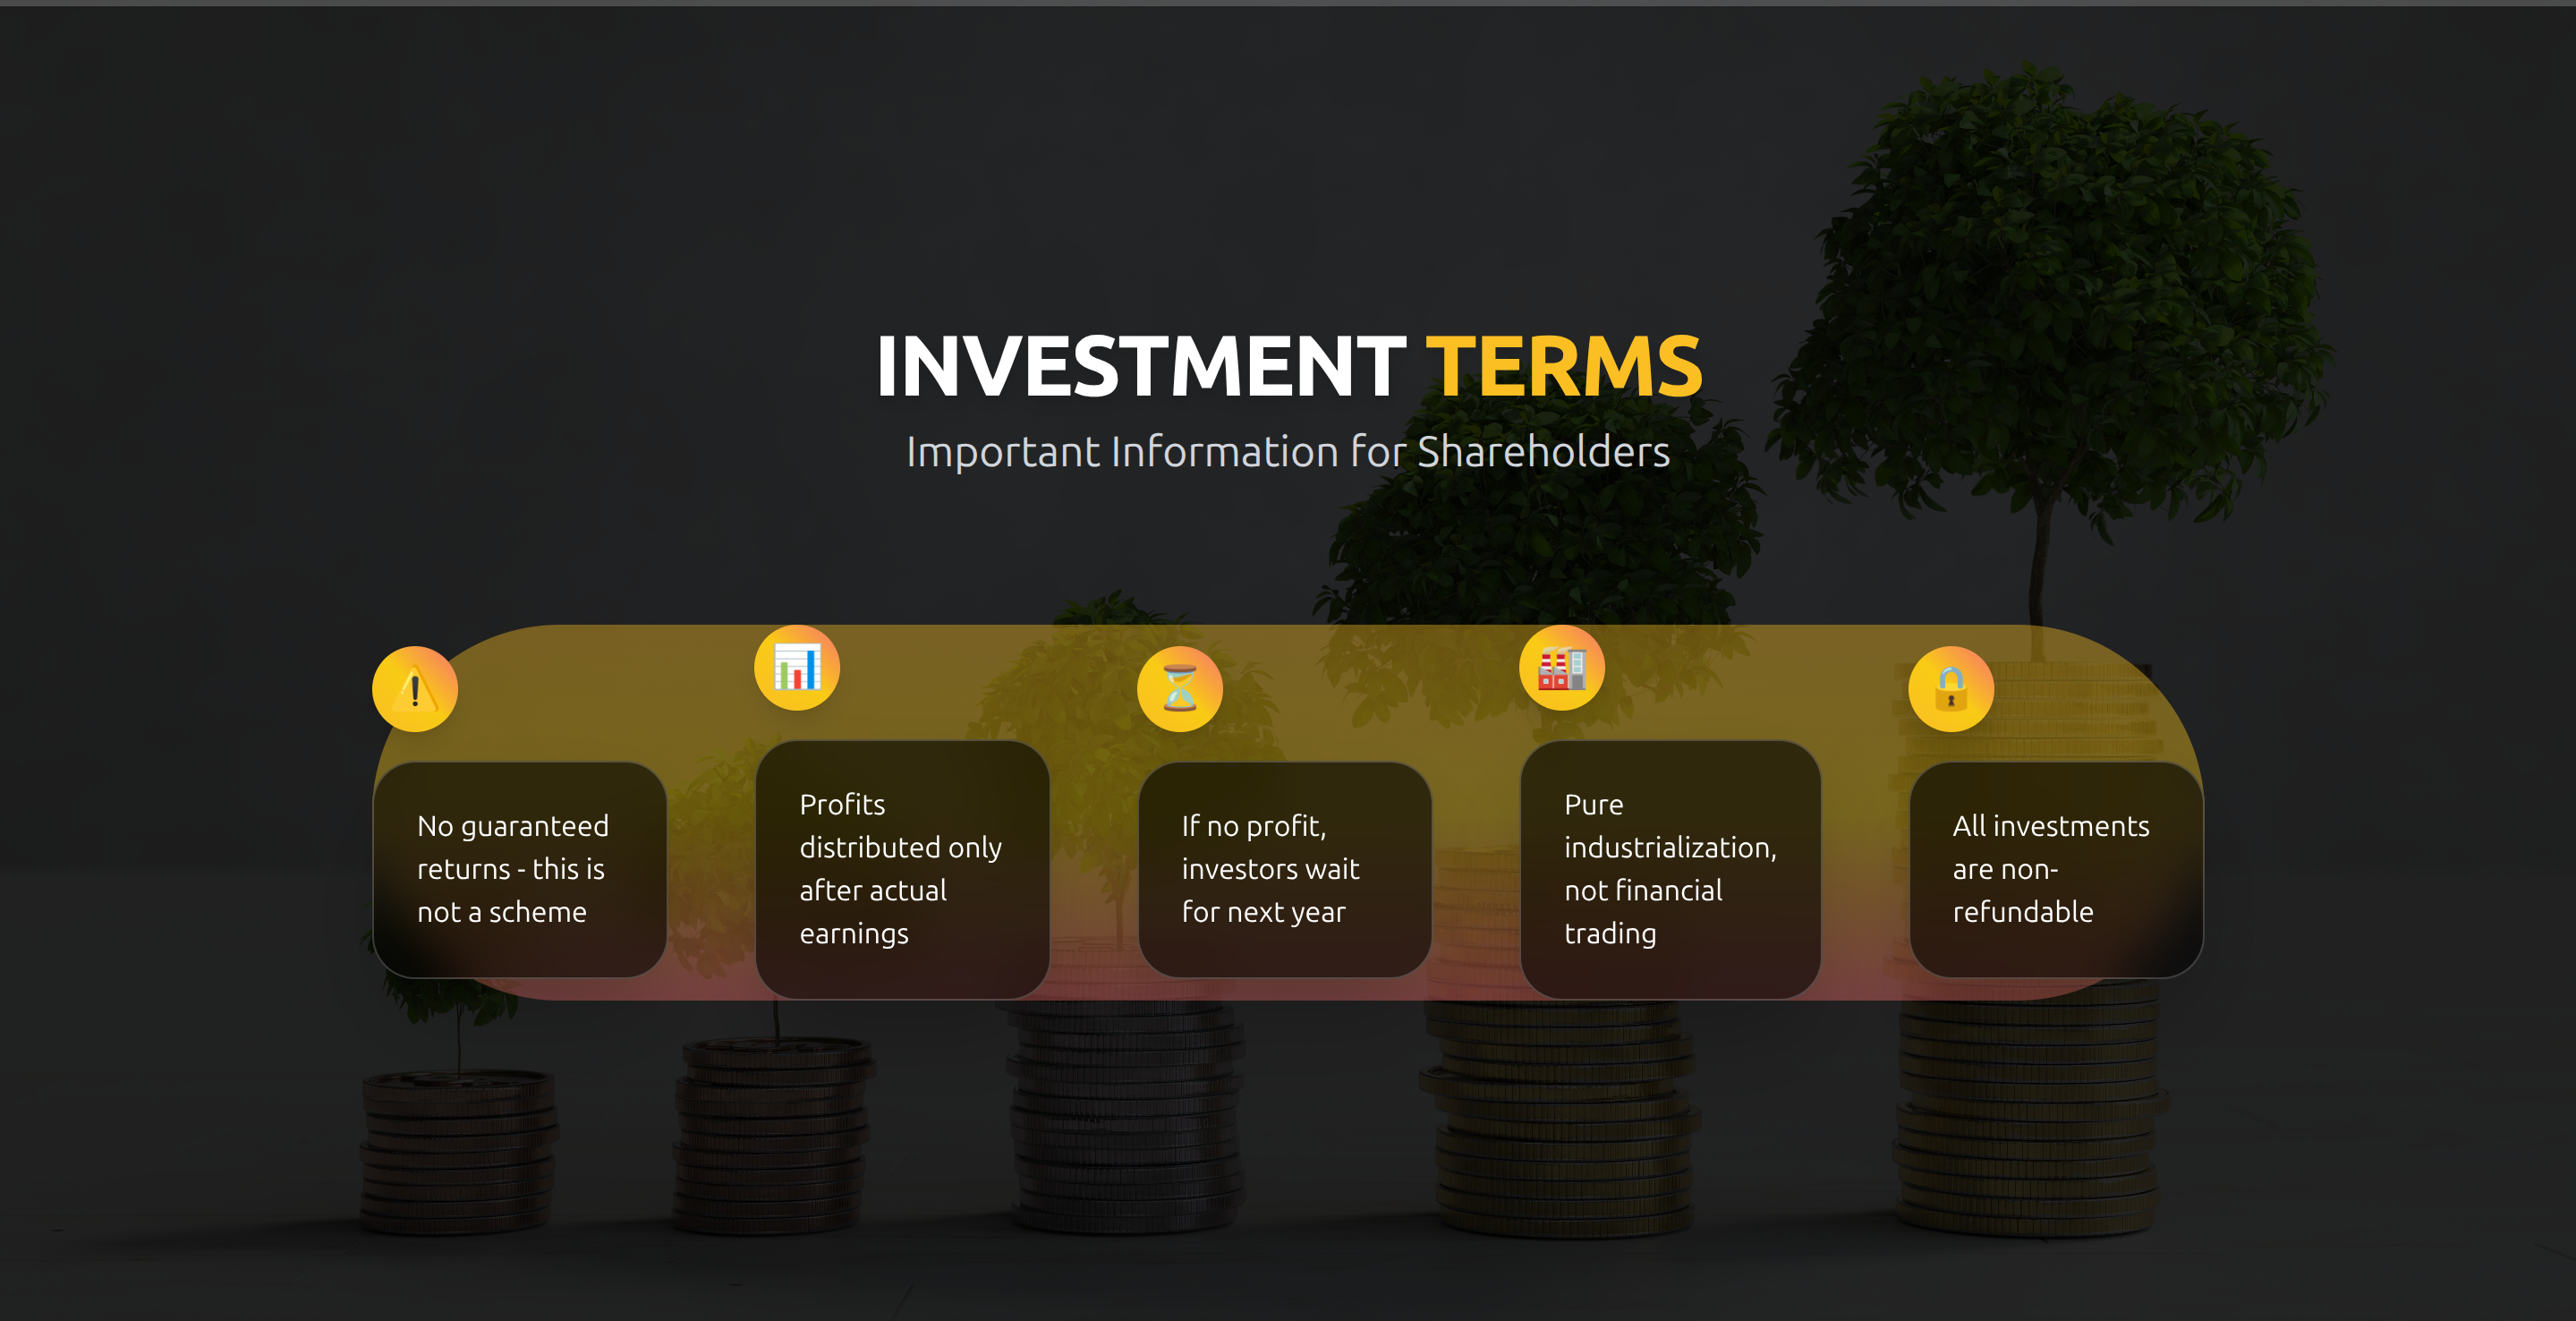 INVESTMENT TERMS
Important Information for Shareholders
No guaranteed
returns - this is
not a scheme
Profits
distributed only
after actual
earnings
If no profit,
investors wait
for next year
Pure
industrialization,
not financial
trading
All investments
are non-
refundable